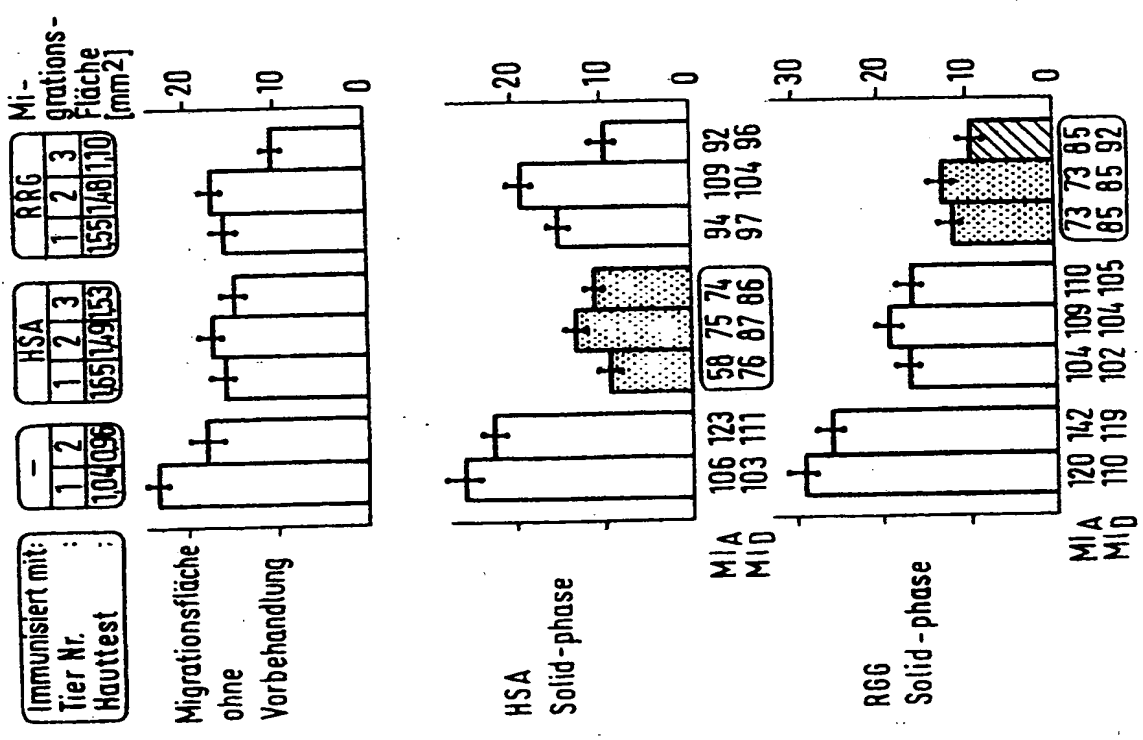 Immunisiert mit: - HSA RRG
Tier Nr. : 1 2 1 2 3 1 2 3
Hauttest : 1,04 0,96 1,65 1,49 1,53 1,55 1,48 1,10
Mi-
grations-
Fläche
[mm²]
Migrationsfläche
ohne
Vorbehandlung
20
10
0
HSA
Solid-phase
20
10
0
MIA 106 123 58 75 74 94 109 92
MID 103 111 76 87 86 97 104 96
RGG
Solid-phase
30
20
10
0
MIA 120 142 104 109 110 73 73 85
MID 110 119 102 104 105 85 85 92